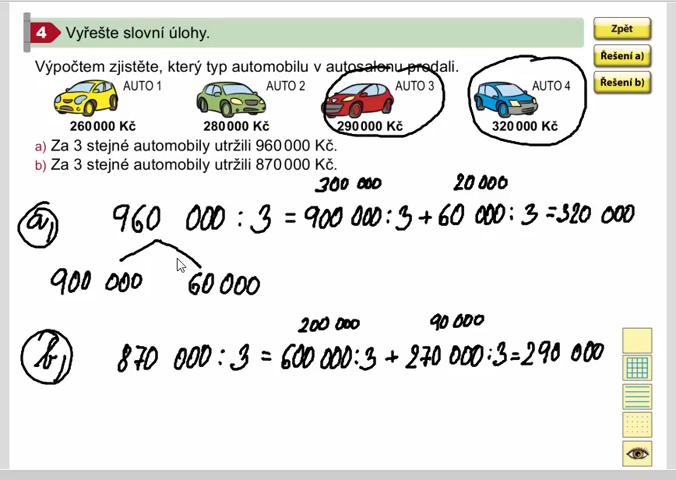 4 Vyřešte slovní úlohy.
Zpět
Řešení a)
Řešení b)
Výpočtem zjistěte, který typ automobilu v autosalonu prodali.
AUTO 1 AUTO 2 AUTO 3 AUTO 4
260 000 Kč 280 000 Kč 290 000 Kč 320 000 Kč
a) Za 3 stejné automobily utržili 960 000 Kč.
b) Za 3 stejné automobily utržili 870 000 Kč.
300 000 20 000
a) 960 000 : 3 = 900 000 : 3 + 60 000 : 3 = 320 000
900 000 60 000
200 000 90 000
b) 870 000 : 3 = 600 000 : 3 + 270 000 : 3 = 290 000